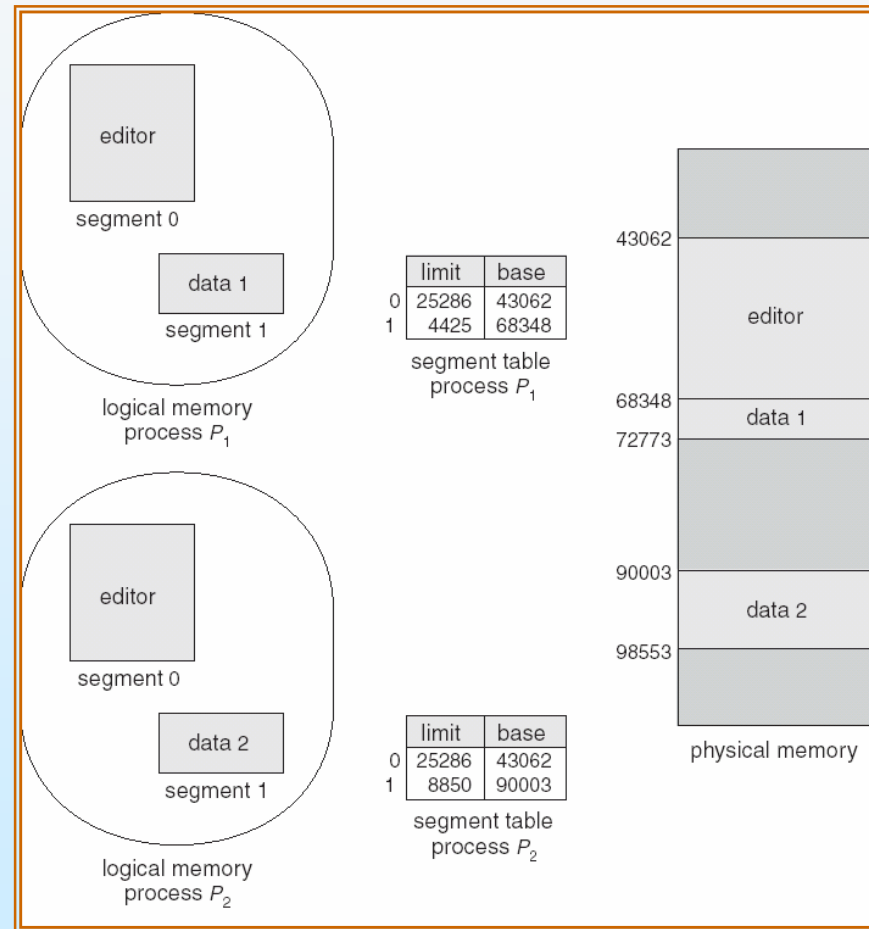 editor
segment 0
data 1
segment 1
logical memory
process P1
limit base
0 25286 43062
1 4425 68348
segment table
process P1
editor
segment 0
data 2
segment 1
logical memory
process P2
limit base
0 25286 43062
1 8850 90003
segment table
process P2
43062
editor
68348
data 1
72773
90003
data 2
98553
physical memory